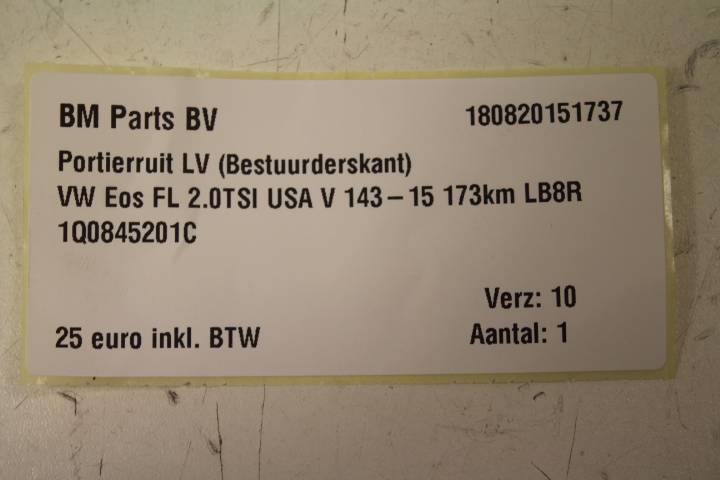 BM Parts BV 180820151737
Portierruit LV (Bestuurderskant)
VW Eos FL 2.0TSI USA V 143-15 173km LB8R
1Q0845201C
Verz: 10
25 euro inkl. BTW Aantal: 1